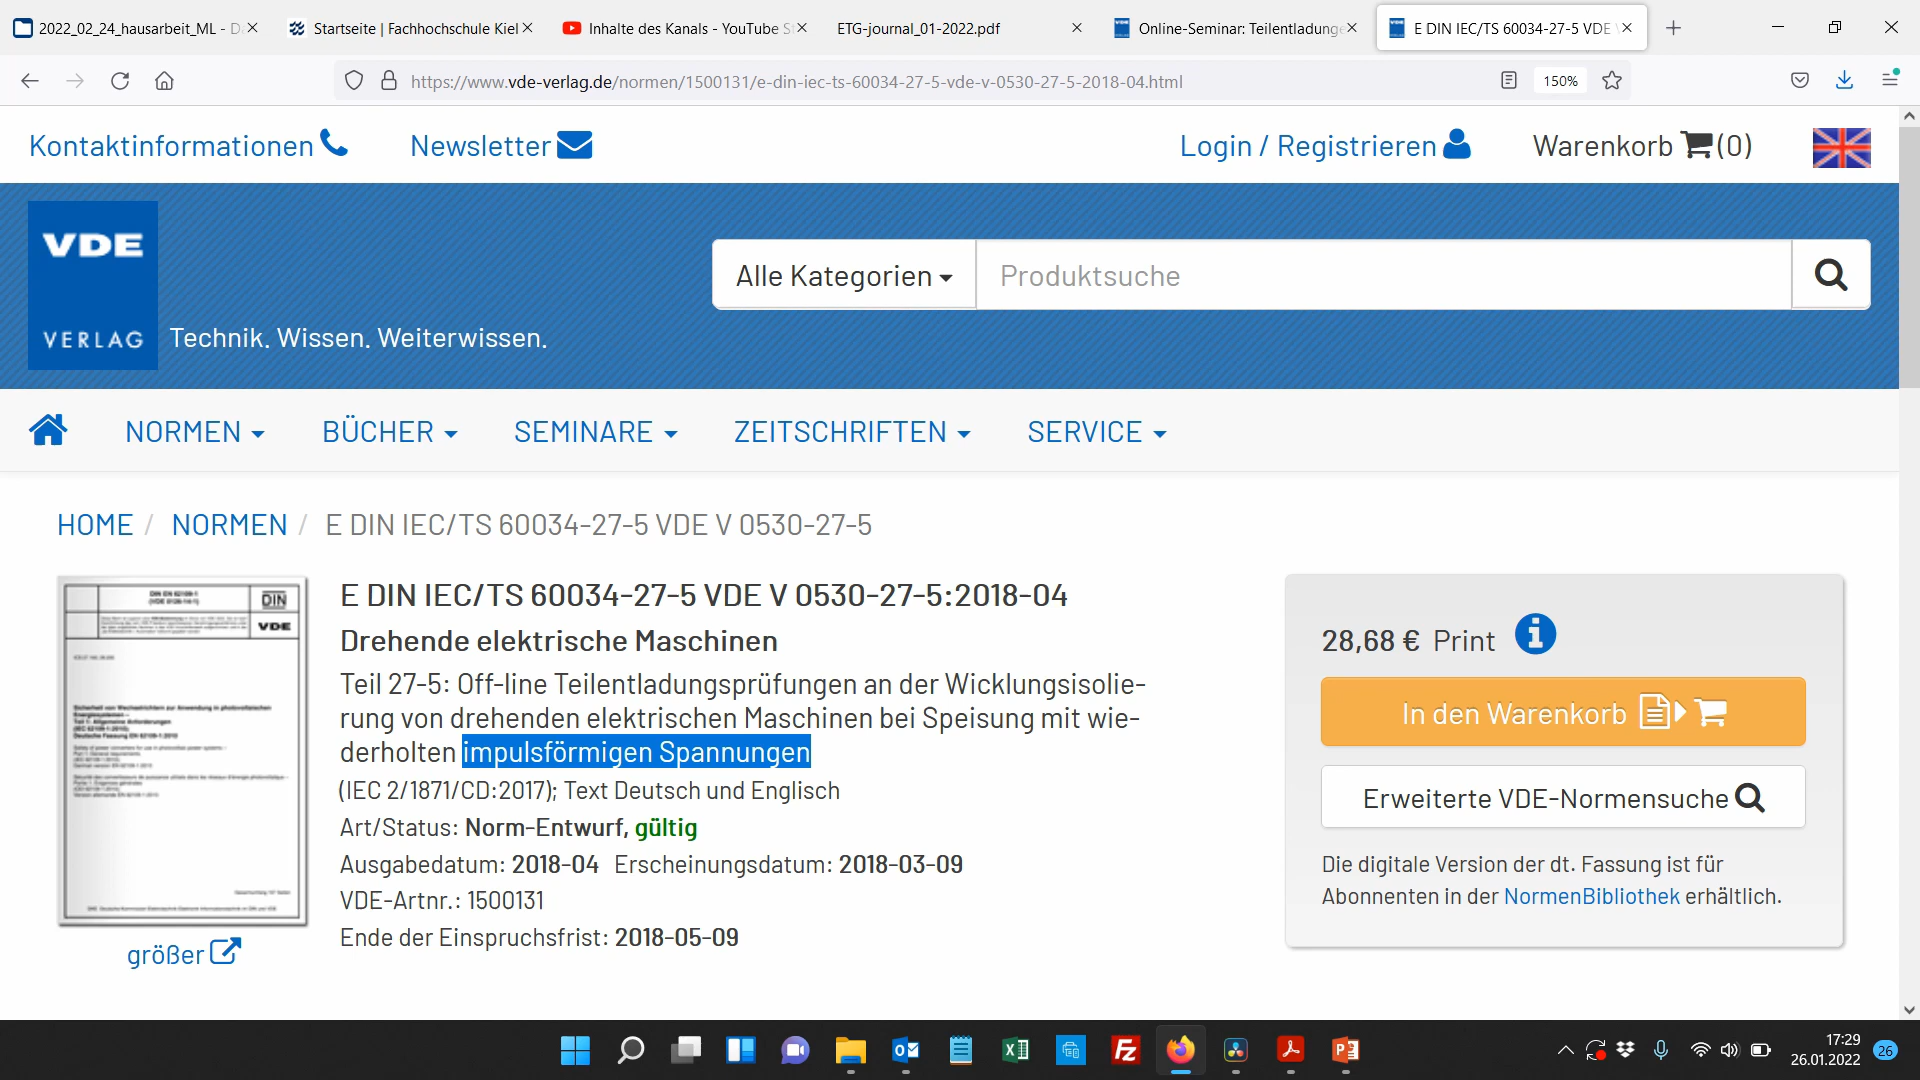 2022_02_24_hausarbeit_ML - D
Startseite | Fachhochschule Kiel
Inhalte des Kanals - YouTube S
ETG-journal_01-2022.pdf
Online-Seminar: Teilentladunge
E DIN IEC/TS 60034-27-5 VDE
https://www.vde-verlag.de/normen/1500131/e-din-iec-ts-60034-27-5-vde-v-0530-27-5-2018-04.html
150%
Kontaktinformationen
Newsletter
Login / Registrieren
Warenkorb (0)
VDE
VERLAG
Technik. Wissen. Weiterwissen.
Alle Kategorien
Produktsuche
NORMEN
BÜCHER
SEMINARE
ZEITSCHRIFTEN
SERVICE
HOME / NORMEN / E DIN IEC/TS 60034-27-5 VDE V 0530-27-5
DIN
VDE
größer
E DIN IEC/TS 60034-27-5 VDE V 0530-27-5:2018-04
Drehende elektrische Maschinen
Teil 27-5: Off-line Teilentladungsprüfungen an der Wicklungsisolie-
rung von drehenden elektrischen Maschinen bei Speisung mit wie-
derholten impulsförmigen Spannungen
(IEC 2/1871/CD:2017); Text Deutsch und Englisch
Art/Status: Norm-Entwurf, gültig
Ausgabedatum: 2018-04 Erscheinungsdatum: 2018-03-09
VDE-Artnr.: 1500131
Ende der Einspruchsfrist: 2018-05-09
28,68 € Print
In den Warenkorb
Erweiterte VDE-Normensuche
Die digitale Version der dt. Fassung ist für
Abonnenten in der NormenBibliothek erhältlich.
17:29
26.01.2022
26